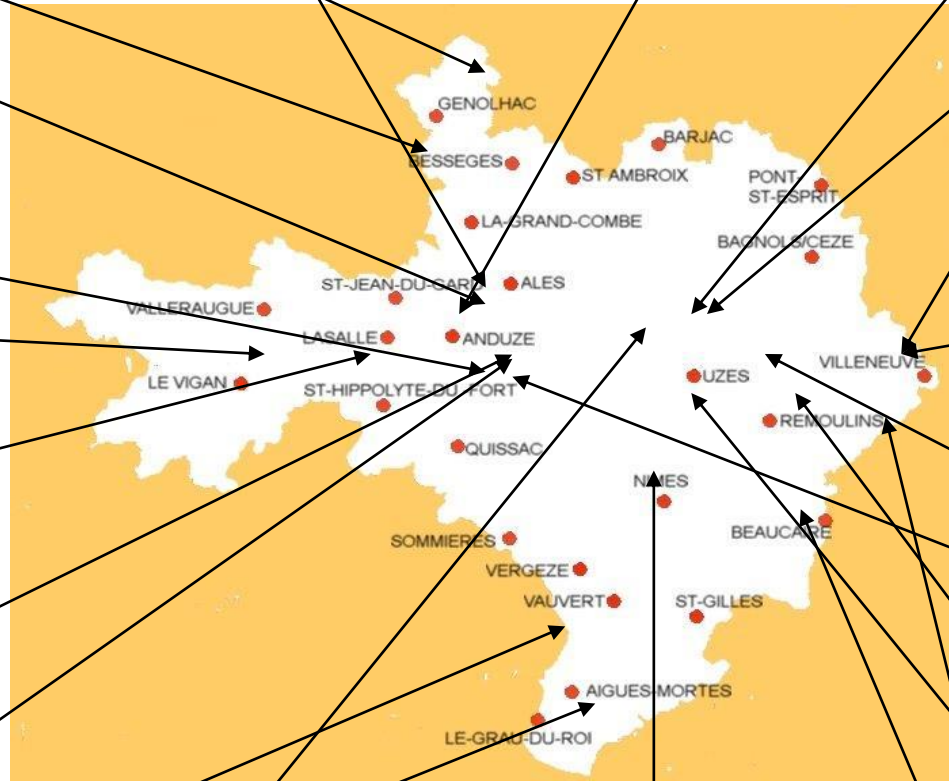 GENOLHAC
BARJAC
BESSEGES
ST AMBROIX
PONT-
ST-ESPRIT
LA-GRAND-COMBE
BAGNOLS/CEZE
ST-JEAN-DU-GARD
ALES
VALLERAUGUE
LASALLE
ANDUZE
VILLENEUVE
LE VIGAN
ST-HIPPOLYTE-DU-FORT
UZES
REMOULINS
QUISSAC
NIMES
BEAUCAIRE
SOMMIERES
VERGEZE
VAUVERT
ST-GILLES
AIGUES-MORTES
LE-GRAU-DU-ROI